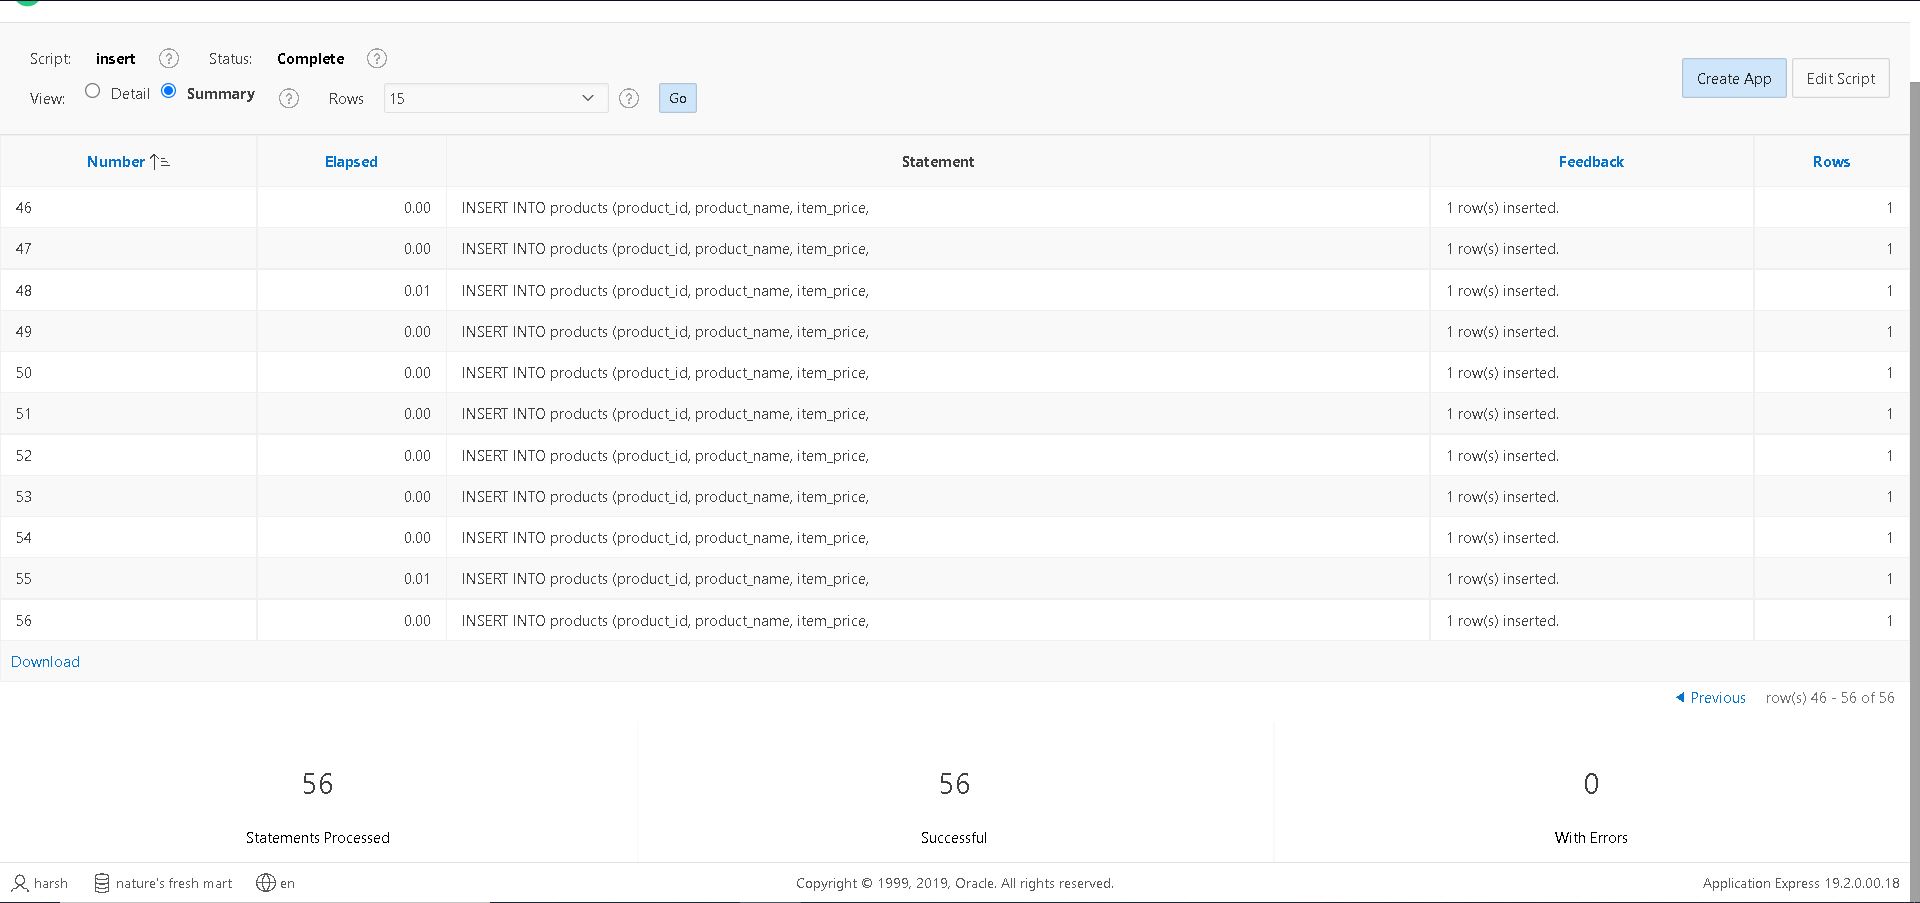 Script: insert Status: Complete
Create App Edit Script
View: Detail Summary Rows 15 Go
Number Elapsed Statement Feedback Rows
46 0.00 INSERT INTO products (product_id, product_name, item_price, 1 row(s) inserted. 1
47 0.00 INSERT INTO products (product_id, product_name, item_price, 1 row(s) inserted. 1
48 0.01 INSERT INTO products (product_id, product_name, item_price, 1 row(s) inserted. 1
49 0.00 INSERT INTO products (product_id, product_name, item_price, 1 row(s) inserted. 1
50 0.00 INSERT INTO products (product_id, product_name, item_price, 1 row(s) inserted. 1
51 0.00 INSERT INTO products (product_id, product_name, item_price, 1 row(s) inserted. 1
52 0.00 INSERT INTO products (product_id, product_name, item_price, 1 row(s) inserted. 1
53 0.00 INSERT INTO products (product_id, product_name, item_price, 1 row(s) inserted. 1
54 0.00 INSERT INTO products (product_id, product_name, item_price, 1 row(s) inserted. 1
55 0.01 INSERT INTO products (product_id, product_name, item_price, 1 row(s) inserted. 1
56 0.00 INSERT INTO products (product_id, product_name, item_price, 1 row(s) inserted. 1
Download
Previous row(s) 46 - 56 of 56
56 56 0
Statements Processed Successful With Errors
harsh nature's fresh mart en Copyright © 1999, 2019, Oracle. All rights reserved. Application Express 19.2.0.00.18